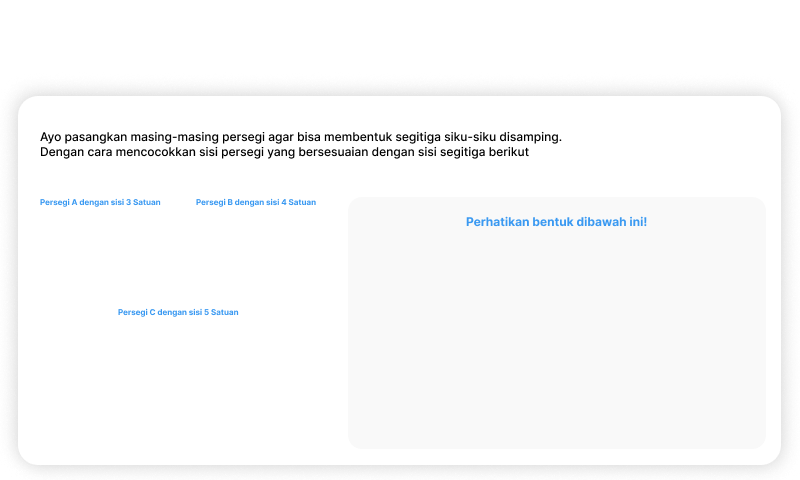 Ayo pasangkan masing-masing persegi agar bisa membentuk segitiga siku-siku disamping.
Dengan cara mencocokkan sisi persegi yang bersesuaian dengan sisi segitiga berikut
Persegi A dengan sisi 3 Satuan
Persegi B dengan sisi 4 Satuan
Persegi C dengan sisi 5 Satuan
Perhatikan bentuk dibawah ini!